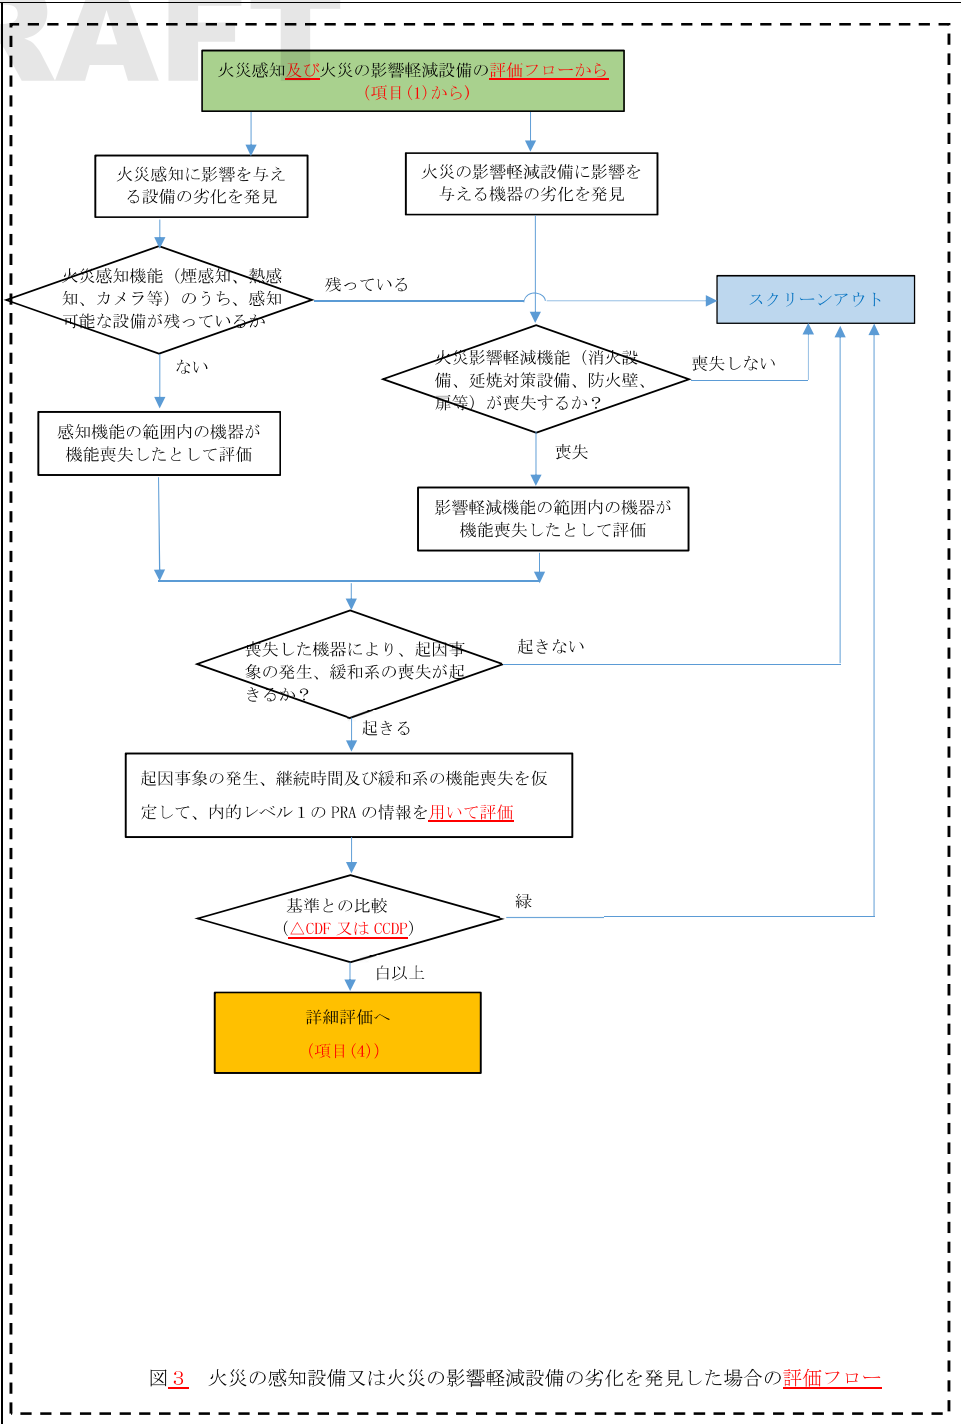 RAFT
火災感知及び火災の影響軽減設備の評価フローから
(項目(1)から)
火災感知に影響を与え
る設備の劣化を発見
火災の影響軽減設備に影響を
与える機器の劣化を発見
火災感知機能（煙感知、熱感
知、カメラ等）のうち、感知
可能な設備が残っているか
残っている
スクリーンアウト
ない
火災影響軽減機能（消火設
備、延焼対策設備、防火壁、
扉等）が喪失するか？
喪失しない
感知機能の範囲内の機器が
機能喪失したとして評価
喪失
影響軽減機能の範囲内の機器が
機能喪失したとして評価
喪失した機器により、起因事
象の発生、緩和系の喪失が起
きるか？
起きない
起きる
起因事象の発生、継続時間及び緩和系の機能喪失を仮
定して、内的レベル１の PRA の情報を用いて評価
基準との比較
(△CDF 又は CCDP)
緑
白以上
詳細評価へ
(項目(4))
図３　火災の感知設備又は火災の影響軽減設備の劣化を発見した場合の評価フロー